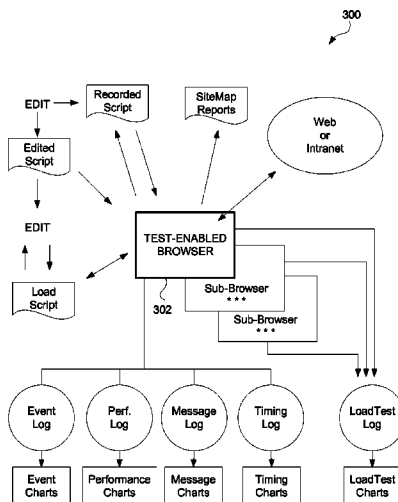 300
EDIT
Recorded
Script
SiteMap
Reports
Web
or
Intranet
Edited
Script
EDIT
TEST-ENABLED
BROWSER
302
Load
Script
Sub-Browser
* * *
Sub-Browser
* * *
Event
Log
Perf.
Log
Message
Log
Timing
Log
LoadTest
Log
Event
Charts
Performance
Charts
Message
Charts
Timing
Charts
LoadTest
Charts